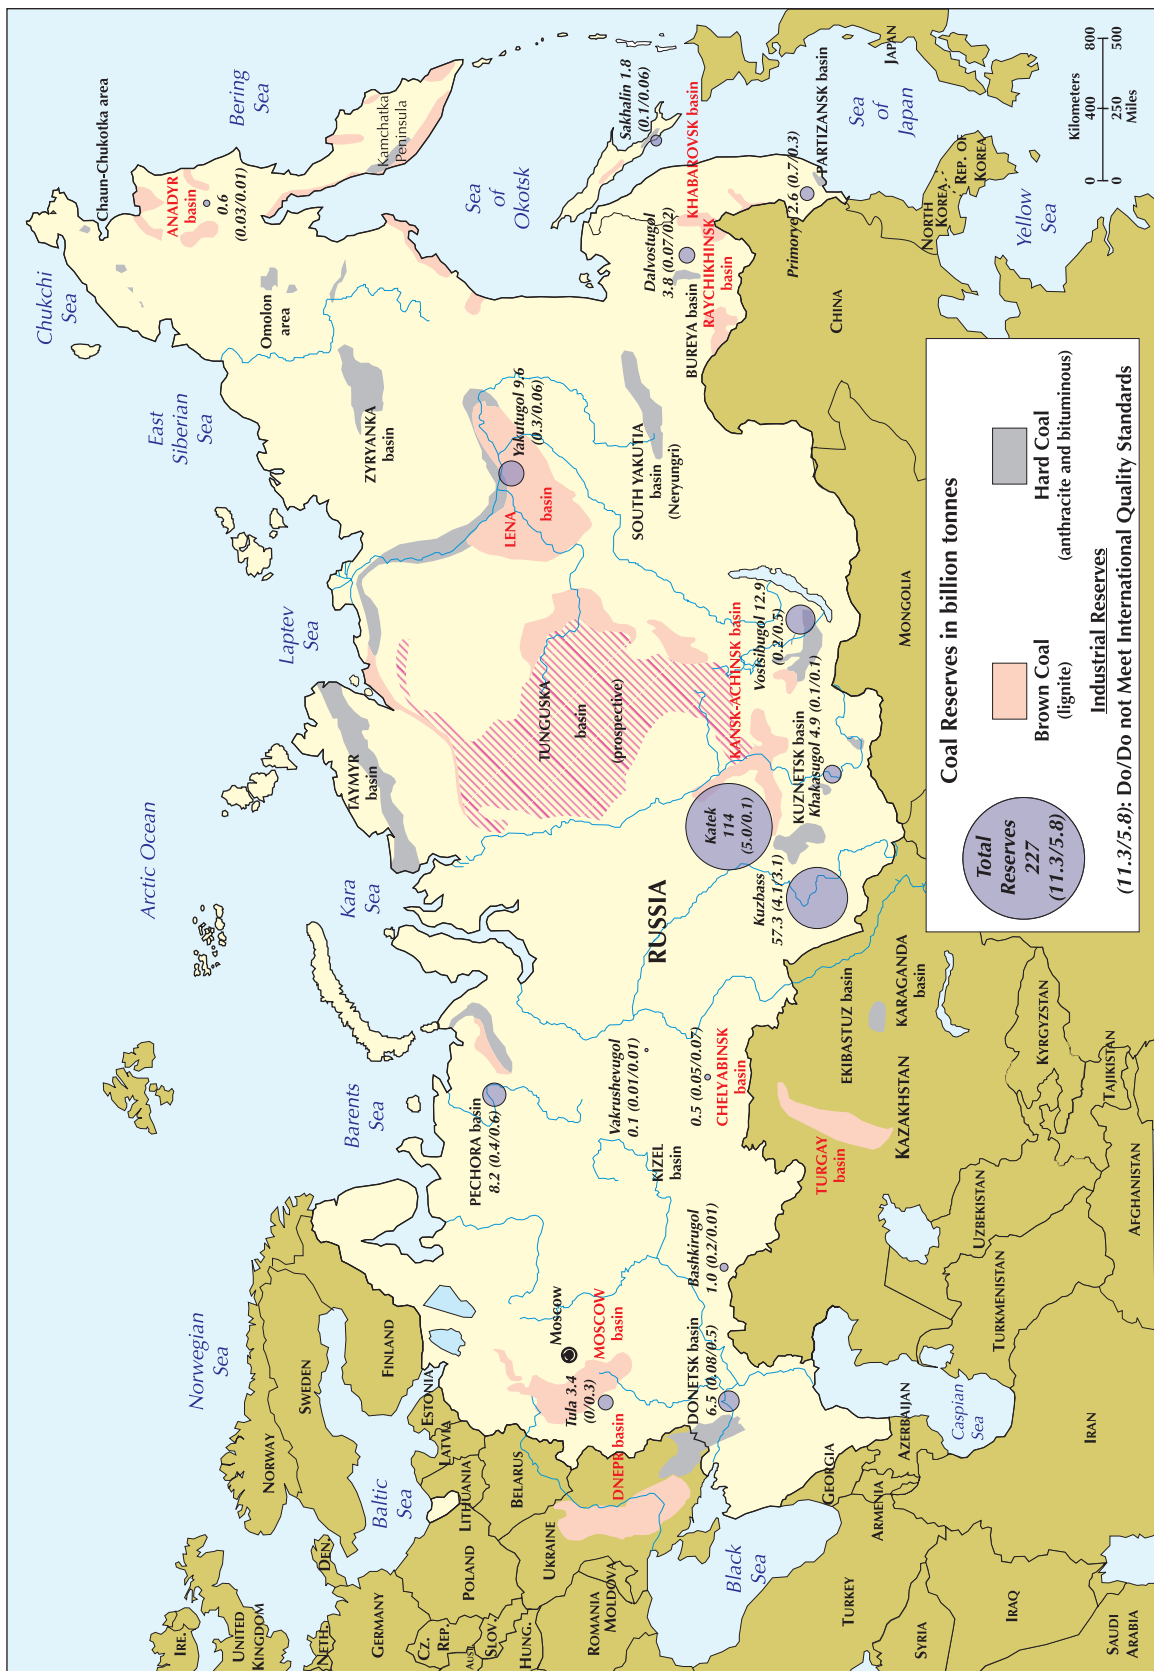 Arctic Ocean
Norwegian
Sea
Barents
Sea
Kara
Sea
Laptev
Sea
East
Siberian
Sea
Chukchi
Sea
Bering
Sea
Sea
of
Okotsk
Sea
of
Japan
Yellow
Sea
Baltic
Sea
Black
Sea
Caspian
Sea
IRE.
UNITED
KINGDOM
NORWAY
SWEDEN
FINLAND
DEN.
NETH.
GERMANY
POLAND
CZ.
REP.
AUST.
SLOV.
HUNG.
ESTONIA
LATVIA
LITHUANIA
BELARUS
UKRAINE
ROMANIA
MOLDOVA
TURKEY
SYRIA
IRAQ
SAUDI
ARABIA
GEORGIA
ARMENIA
AZERBAIJAN
IRAN
TURKMENISTAN
UZBEKISTAN
AFGHANISTAN
TAJIKISTAN
KYRGYZSTAN
KAZAKHSTAN
MONGOLIA
CHINA
NORTH
KOREA
REP. OF
KOREA
JAPAN
RUSSIA
Moscow
MOSCOW
basin
Tula 3.4
(0/0.3)
DNEPR basin
DONETSK basin
6.5 (0.08/0.5)
Bashkirugol
1.0 (0.2/0.01)
KIZEL
basin
PECHORA basin
8.2 (0.4/0.6)
Vakrushevugol
0.1 (0.01/0.01)
0.5 (0.05/0.07)
CHELYABINSK
basin
TURGAY
basin
EKIBASTUZ basin
KARAGANDA
basin
Kuzbass
57.3 (4.1/3.1)
Katek
114
(5.0/0.1)
KUZNETSK basin
Khakasugol 4.9 (0.1/0.1)
KANSK-ACHINSK basin
Vostsibugol 12.9
(0.2/0.5)
TAYMYR
basin
TUNGUSKA
basin
(prospective)
LENA
basin
Yakutugol 9.6
(0.3/0.06)
SOUTH YAKUTIA
basin
(Neryungri)
ZYRYANKA
basin
Omolon
area
Chaun-Chukotka area
ANADYR
basin
0.6
(0.03/0.01)
Kamchatka
Peninsula
Sakhalin 1.8
(0.1/0.06)
KHABAROVSK basin
Dalvostugol
3.8 (0.07/0.2)
BUREYA basin
RAYCHIKHINSK
basin
Primorye 2.6 (0.7/0.3)
PARTIZANSK basin
Kilometers
0 400 800
0 250 500
Miles
Coal Reserves in billion tonnes
Total
Reserves
227
(11.3/5.8)
Brown Coal
(lignite)
Hard Coal
(anthracite and bituminous)
Industrial Reserves
(11.3/5.8): Do/Do not Meet International Quality Standards